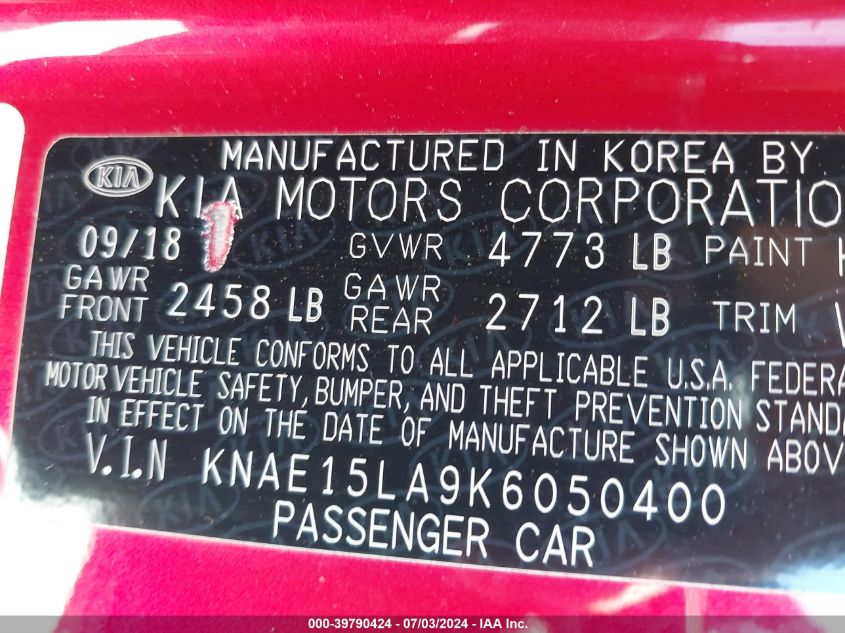 MANUFACTURED IN KOREA BY
KIA
KIA MOTORS CORPORATIO
09/18 GVWR 4773 LB PAINT
GAWR FRONT 2458 LB GAWR REAR 2712 LB TRIM
THIS VEHICLE CONFORMS TO ALL APPLICABLE U.S.A. FEDERA
MOTOR VEHICLE SAFETY, BUMPER, AND THEFT PREVENTION STANDA
IN EFFECT ON THE DATE OF MANUFACTURE SHOWN ABOV
V.I.N KNAE15LA9K6050400
PASSENGER CAR
000-39790424 - 07/03/2024 - IAA Inc.